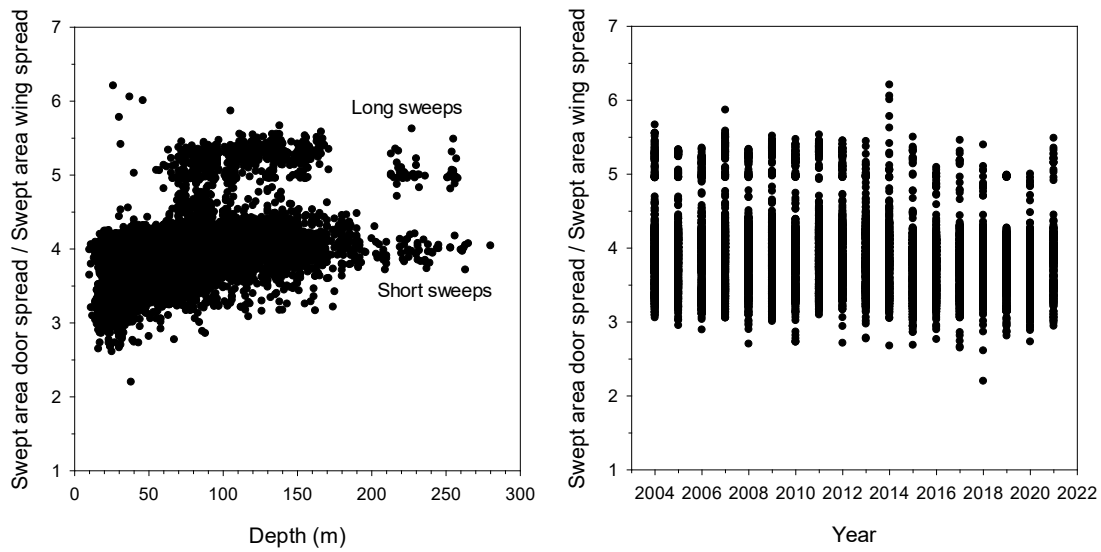 Swept area door spread / Swept area wing spread
7
6
5
4
3
2
1
Long sweeps
Short sweeps
0 50 100 150 200 250 300
Depth (m)
Swept area door spread / Swept area wing spread
7
6
5
4
3
2
1
2004 2006 2008 2010 2012 2014 2016 2018 2020 2022
Year